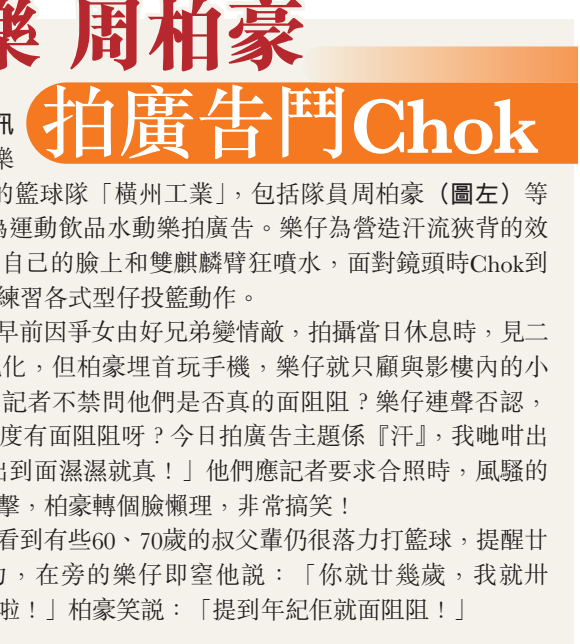 樂 周柏豪
拍廣告鬥Chok
訊
樂
的籃球隊「橫州工業」,包括隊員周柏豪(圖左)等
為運動飲品水動樂拍廣告。樂仔為營造汗流狹背的效
自己的臉上和雙麒麟臂狂噴水,面對鏡頭時Chok到
練習各式型仔投籃動作。
早前因爭女由好兄弟變情敵,拍攝當日休息時,見二
化,但柏豪埋首玩手機,樂仔就只顧與影樓內的小
記者不禁問他們是否真的面阻阻?樂仔連聲否認,
度有面阻阻呀?今日拍廣告主題係『汗』,我哋咁出
出到面濕濕就真!」他們應記者要求合照時,風騷的
擊,柏豪轉個臉懶理,非常搞笑!
看到有些60、70歲的叔父輩仍很落力打籃球,提醒廿
力,在旁的樂仔即窒他説:「你就廿幾歲,我就卅
啦!」柏豪笑説:「提到年紀佢就面阻阻!」